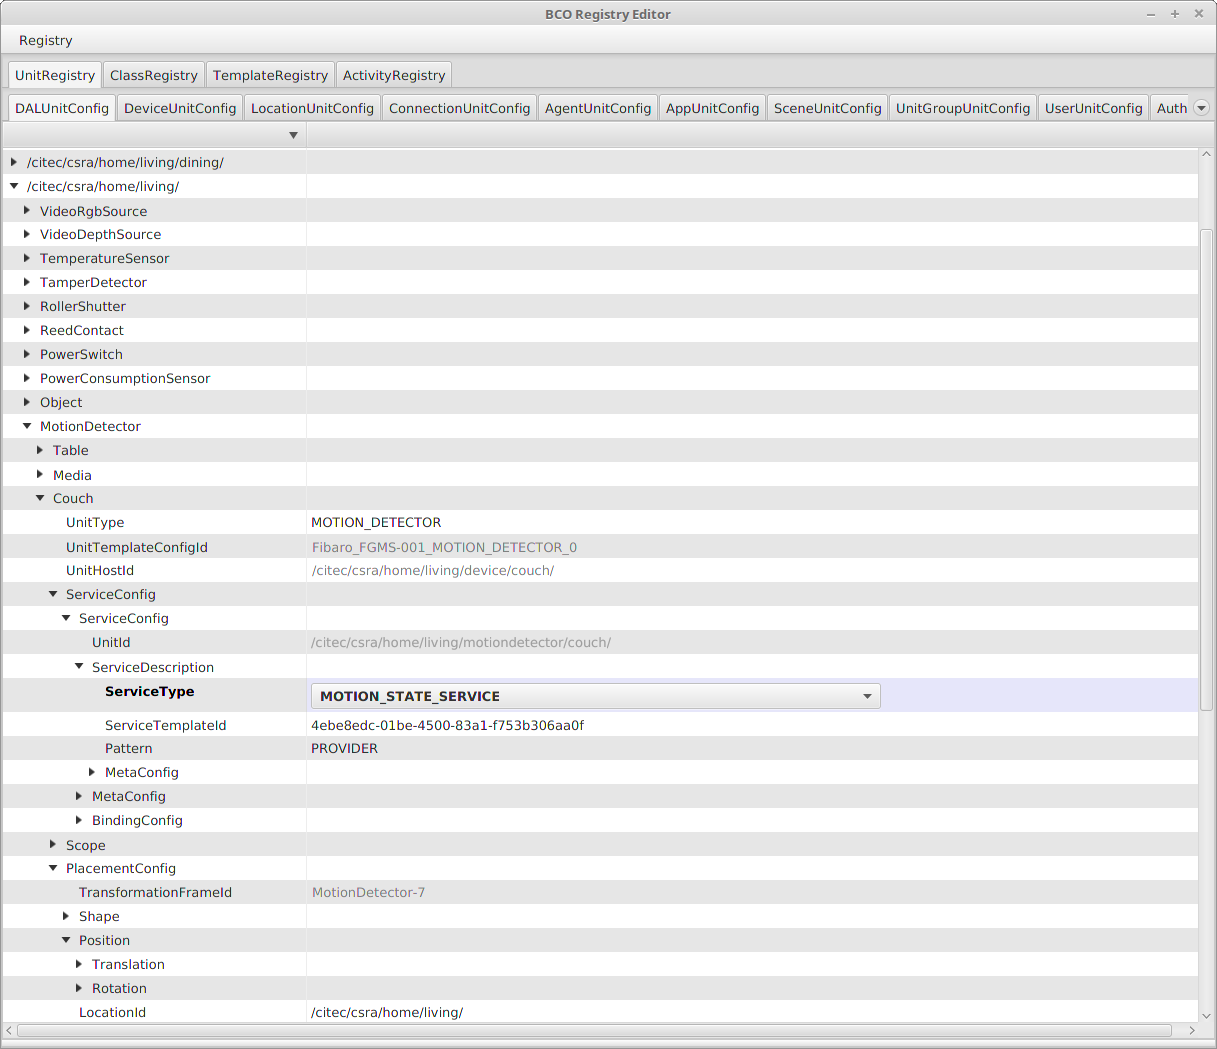 BCO Registry Editor
Registry
UnitRegistry ClassRegistry TemplateRegistry ActivityRegistry
DALUnitConfig DeviceUnitConfig LocationUnitConfig ConnectionUnitConfig AgentUnitConfig AppUnitConfig SceneUnitConfig UnitGroupUnitConfig UserUnitConfig Auth
/citec/csra/home/living/dining/
/citec/csra/home/living/
VideoRgbSource
VideoDepthSource
TemperatureSensor
TamperDetector
RollerShutter
ReedContact
PowerSwitch
PowerConsumptionSensor
Object
MotionDetector
Table
Media
Couch
UnitType MOTION_DETECTOR
UnitTemplateConfigId Fibaro_FGMS-001_MOTION_DETECTOR_0
UnitHostId /citec/csra/home/living/device/couch/
ServiceConfig
ServiceConfig
UnitId /citec/csra/home/living/motiondetector/couch/
ServiceDescription
ServiceType MOTION_STATE_SERVICE
ServiceTemplateId 4ebe8edc-01be-4500-83a1-f753b306aa0f
Pattern PROVIDER
MetaConfig
MetaConfig
BindingConfig
Scope
PlacementConfig
TransformationFrameId MotionDetector-7
Shape
Position
Translation
Rotation
LocationId /citec/csra/home/living/